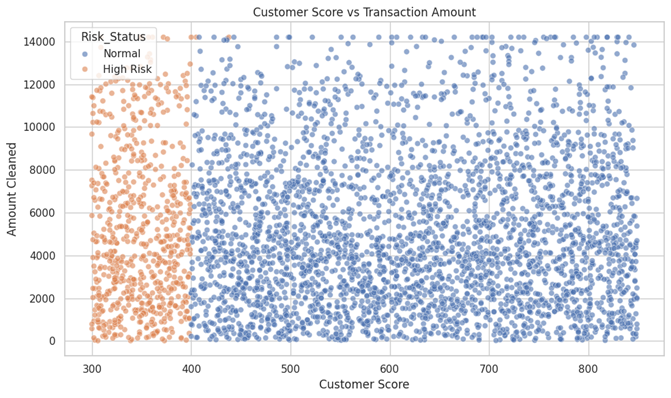 Customer Score vs Transaction Amount
Risk_Status
Normal
High Risk
Amount Cleaned
14000
12000
10000
8000
6000
4000
2000
0
300
400
500
600
700
800
Customer Score